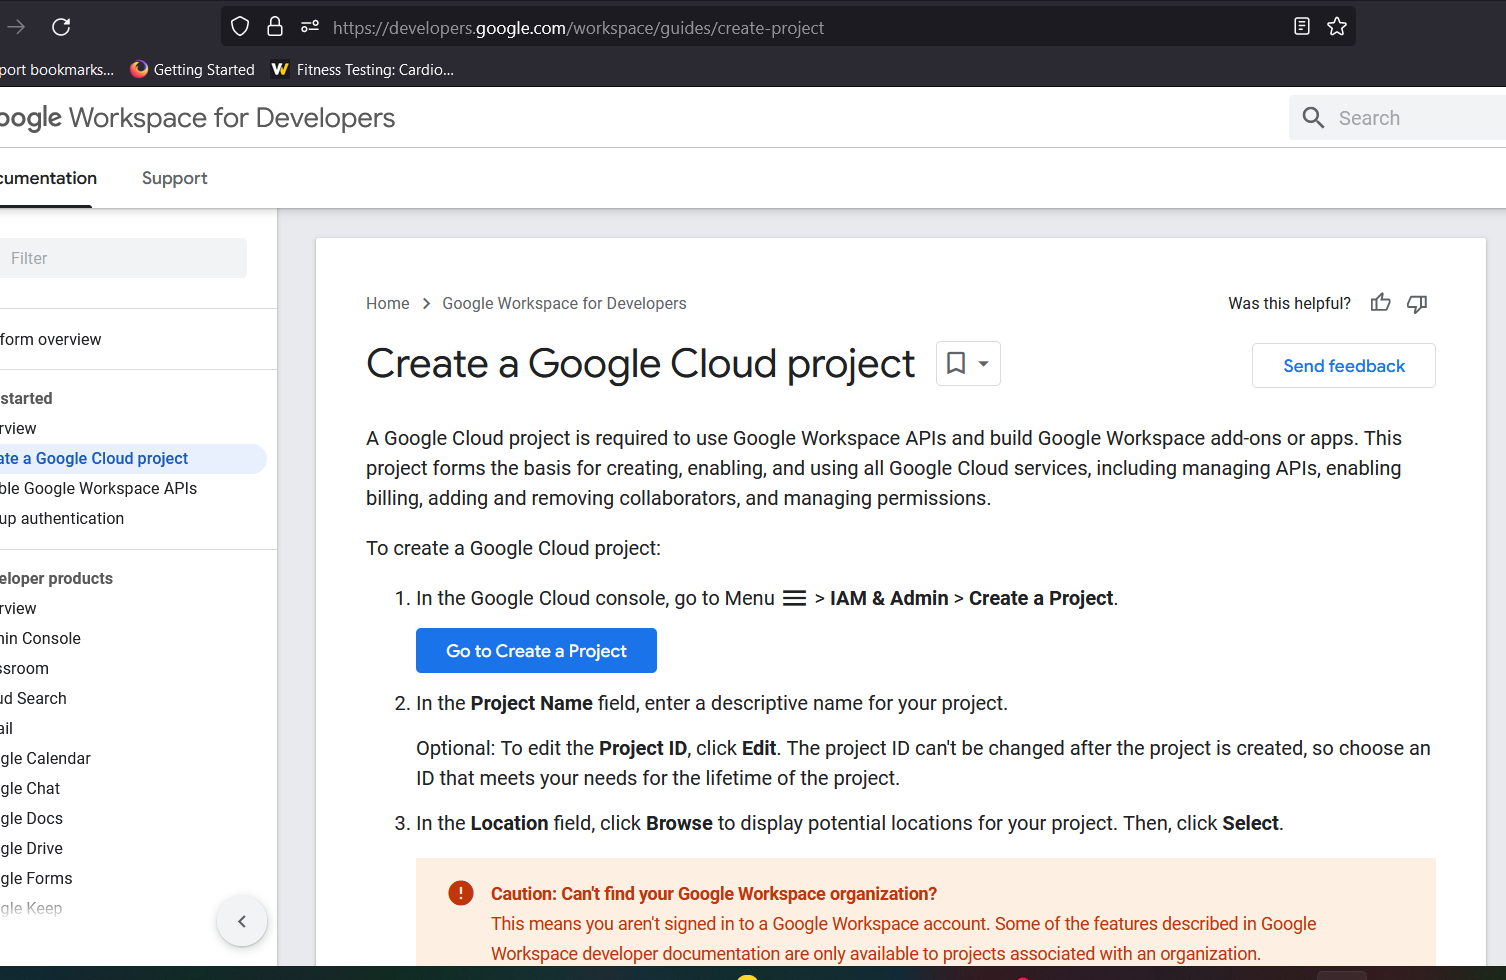 https://developers.google.com/workspace/guides/create-project
port bookmarks...
Getting Started
Fitness Testing: Cardio...
oogle Workspace for Developers
Search
cumentation
Support
Filter
form overview
started
rview
ate a Google Cloud project
ble Google Workspace APIs
up authentication
eloper products
rview
nin Console
ssroom
ud Search
ail
gle Calendar
gle Chat
gle Docs
gle Drive
gle Forms
gle Keep
Home > Google Workspace for Developers
Was this helpful?
Create a Google Cloud project
Send feedback
A Google Cloud project is required to use Google Workspace APIs and build Google Workspace add-ons or apps. This
project forms the basis for creating, enabling, and using all Google Cloud services, including managing APIs, enabling
billing, adding and removing collaborators, and managing permissions.
To create a Google Cloud project:
1. In the Google Cloud console, go to Menu > IAM & Admin > Create a Project.
Go to Create a Project
2. In the Project Name field, enter a descriptive name for your project.
Optional: To edit the Project ID, click Edit. The project ID can't be changed after the project is created, so choose an
ID that meets your needs for the lifetime of the project.
3. In the Location field, click Browse to display potential locations for your project. Then, click Select.
Caution: Can't find your Google Workspace organization?
This means you aren't signed in to a Google Workspace account. Some of the features described in Google
Workspace developer documentation are only available to projects associated with an organization.